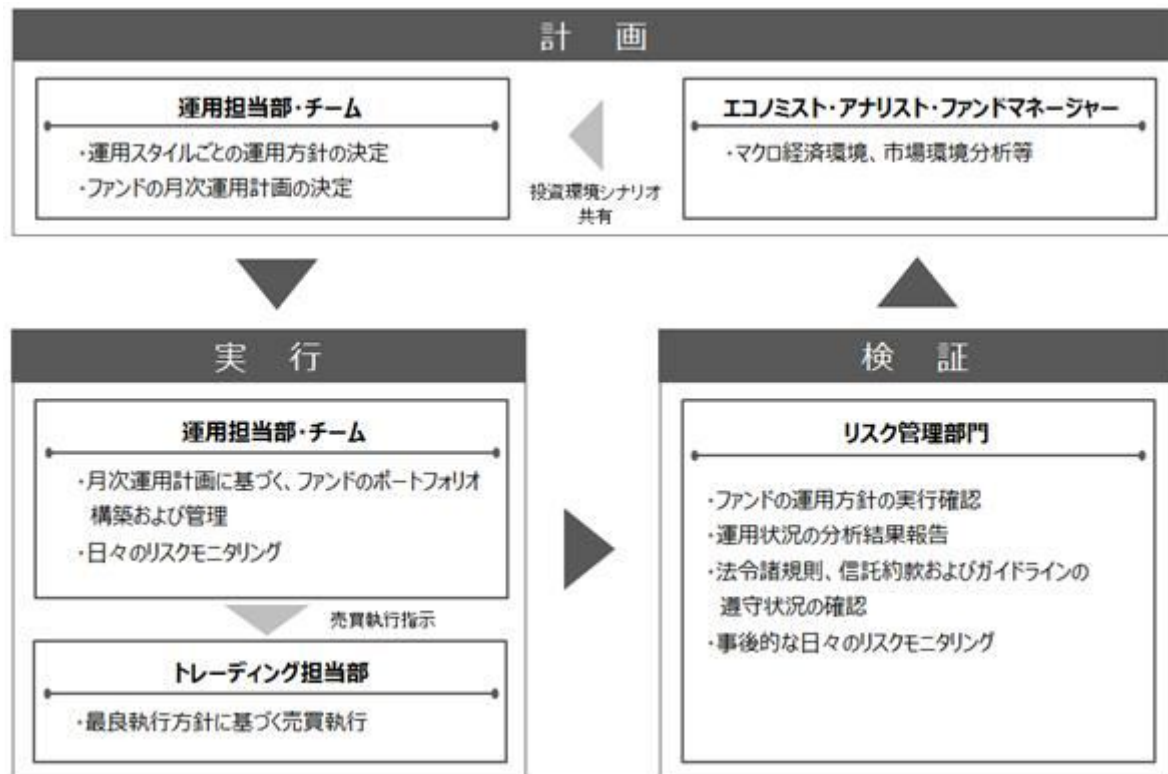 計 画
運用担当部・チーム
・運用スタイルごとの運用方針の決定
・ファンドの月次運用計画の決定
投資環境シナリオ
共有
エコノミスト・アナリスト・ファンドマネージャー
・マクロ経済環境、市場環境分析等
実 行
運用担当部・チーム
・月次運用計画に基づく、ファンドのポートフォリオ
構築および管理
・日々のリスクモニタリング
売買執行指示
トレーディング担当部
・最良執行方針に基づく売買執行
検 証
リスク管理部門
・ファンドの運用方針の実行確認
・運用状況の分析結果報告
・法令諸規則、信託約款およびガイドラインの
遵守状況の確認
・事後的な日々のリスクモニタリング